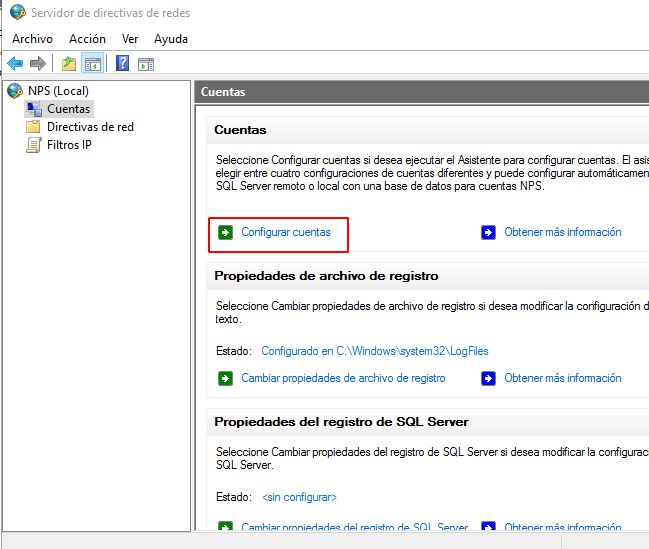 Servidor de directivas de redes
Archivo Acción Ver Ayuda
NPS (Local)
Cuentas
Directivas de red
Filtros IP
Cuentas
Cuentas
Seleccione Configurar cuentas si desea ejecutar el Asistente para configurar cuentas. El asis
elegir entre cuatro configuraciones de cuentas diferentes y puede configurar automáticamen
SQL Server remoto o local con una base de datos para cuentas NPS.
Configurar cuentas Obtener más información
Propiedades de archivo de registro
Seleccione Cambiar propiedades de archivo de registro si desea modificar la configuración d
texto.
Estado: Configurado en C:\Windows\system32\LogFiles
Cambiar propiedades de archivo de registro Obtener más información
Propiedades del registro de SQL Server
Seleccione Cambiar propiedades del registro de SQL Server si desea modificar la configurac
SQL Server.
Estado: <sin configurar>
Cambiar propiedades del registro de SQL Server Obtener más información